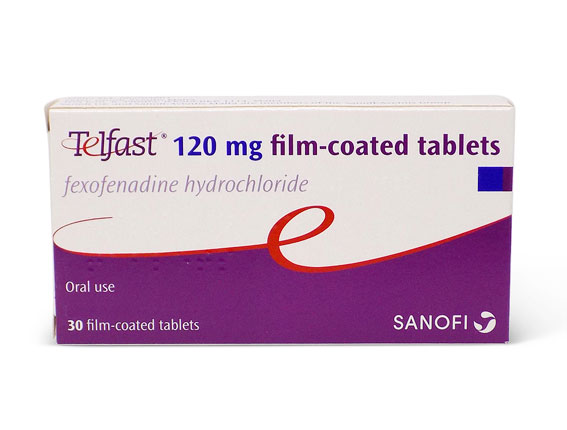 Telfast® 120 mg film-coated tablets
fexofenadine hydrochloride
Oral use
30 film-coated tablets
SANOFI